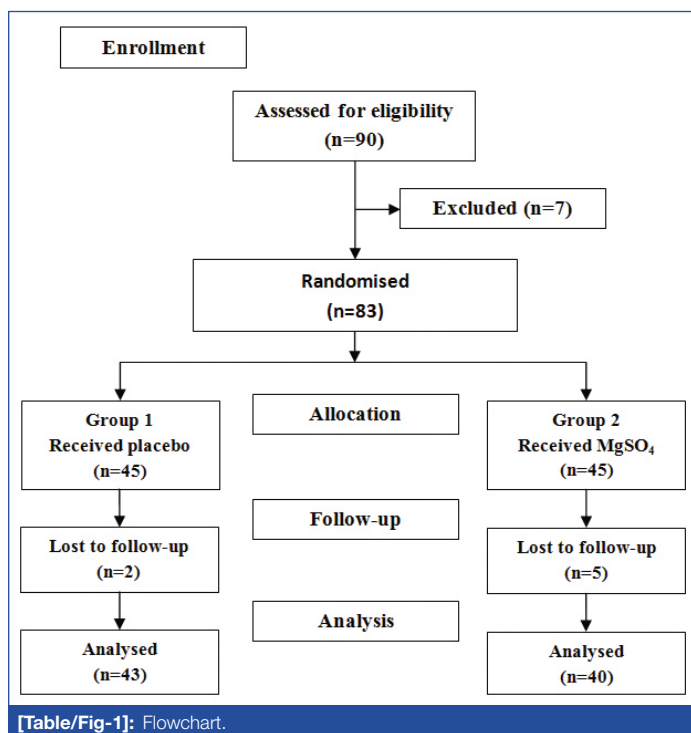 Enrollment
Assessed for eligibility
(n=90)
Excluded (n=7)
Randomised
(n=83)
Group 1
Received placebo
(n=45)
Allocation
Group 2
Received MgSO₄
(n=45)
Follow-up
Lost to follow-up
(n=2)
Lost to follow-up
(n=5)
Analysis
Analysed
(n=43)
Analysed
(n=40)
[Table/Fig-1]: Flowchart.